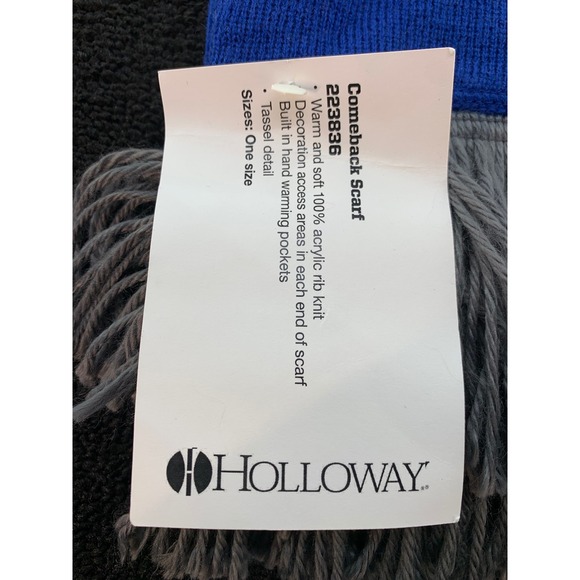 Comeback Scarf
223836
• Warm and soft 100% acrylic rib knit
Decoration access areas in each end of scarf
Built in hand warming pockets
• Tassel detail
Sizes: One size
HOLLOWAY